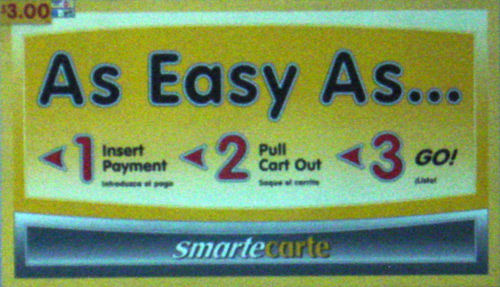 $3.00
As Easy As...
1 Insert Payment
Introduzca el pago
2 Pull Cart Out
Saque el carrito
3 GO!
¡Listo!
smartecarte